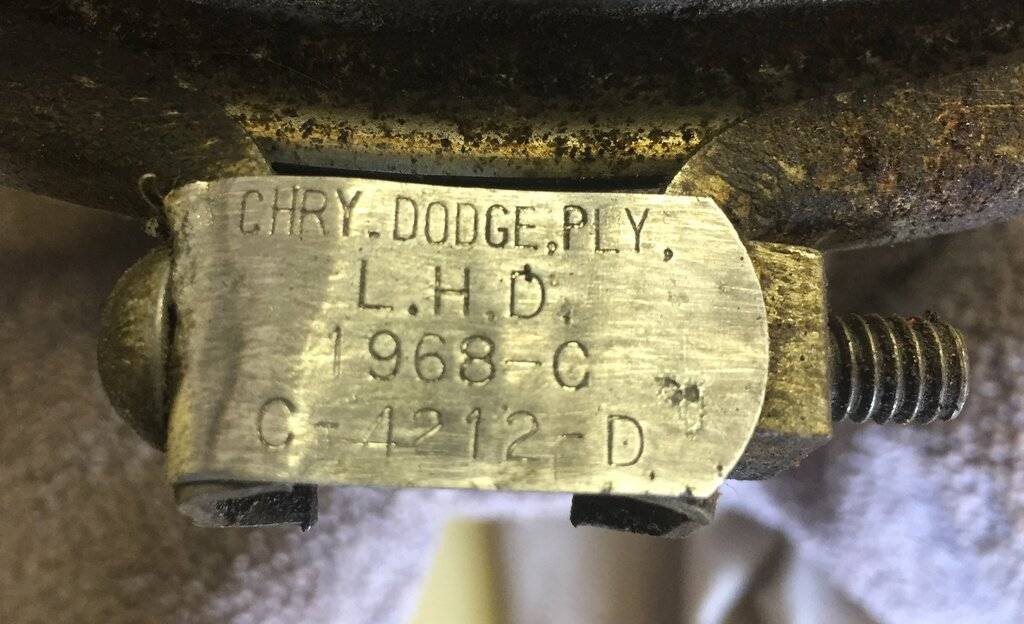 CHRY. DODGE, PLY,
L.H.D.
1968-C
C-4212-D